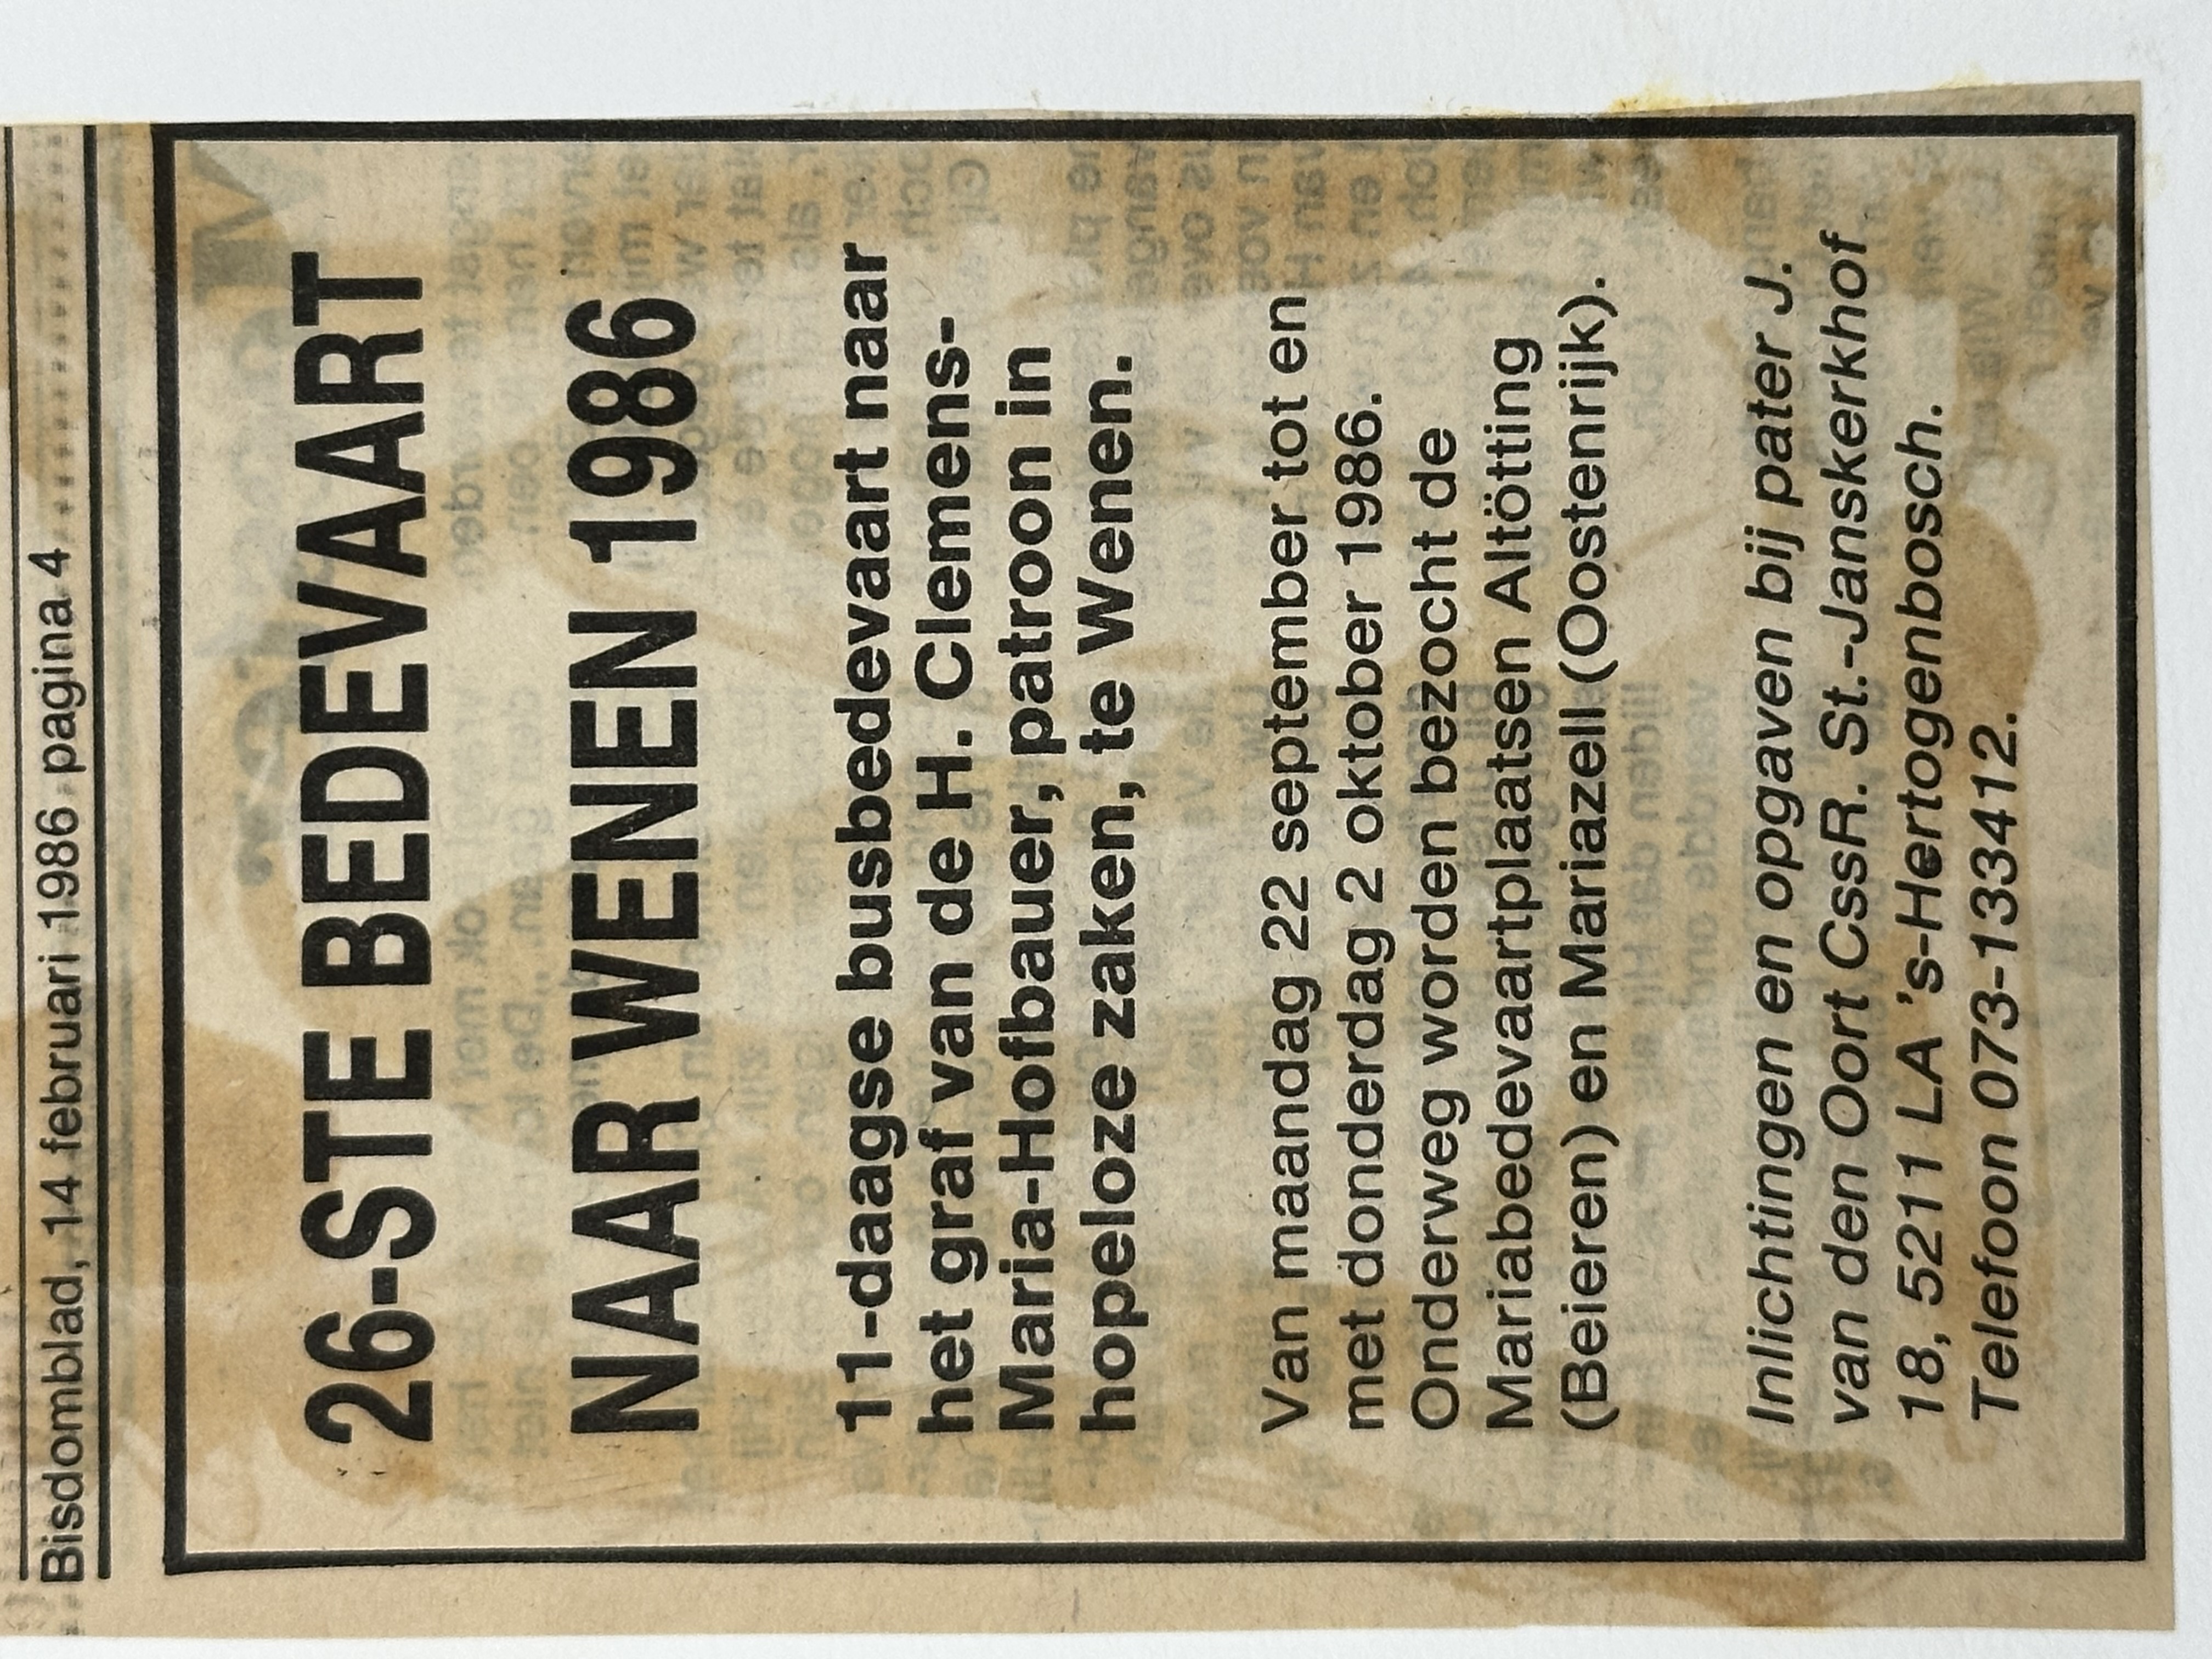 Bisdomblad, 14 februari 1986 pagina 4
26-STE BEDEVAART
NAAR WENEN 1986
11-daagse busbedevaart naar
het graf van de H. Clemens-
Maria-Hofbauer, patroon in
hopeloze zaken, te Wenen.
Van maandag 22 september tot en
met donderdag 2 oktober 1986.
Onderweg worden bezocht de
Mariabedevaartplaatsen Altötting
(Beieren) en Mariazell (Oostenrijk).
Inlichtingen en opgaven bij pater J.
van den Oort CssR. St.-Janskerkhof
18, 5211 LA 's-Hertogenbosch.
Telefoon 073-133412.